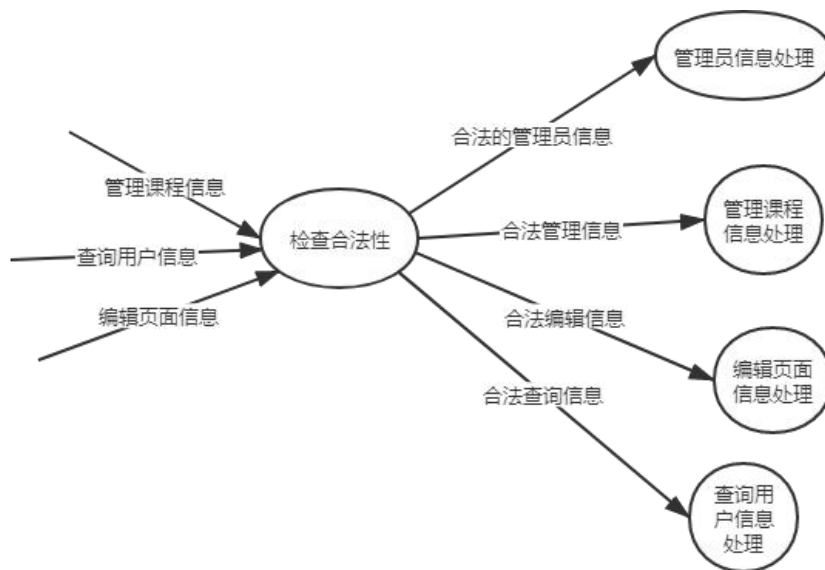 管理员信息处理
合法的管理员信息
管理课程信息
管理课程
信息处理
合法管理信息
检查合法性
查询用户信息
编辑页面信息
合法编辑信息
编辑页面
信息处理
合法查询信息
查询用
户信息
处理